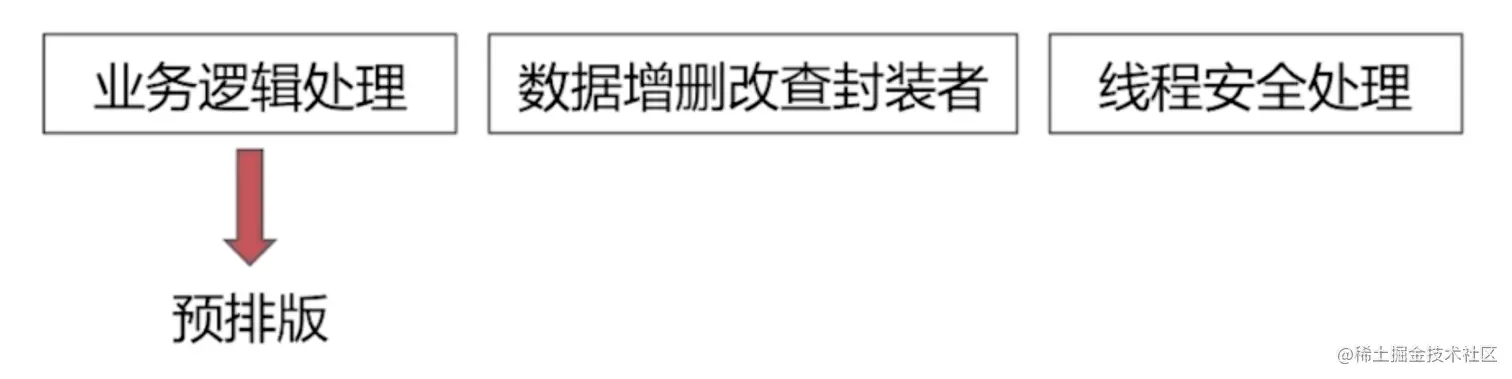 业务逻辑处理
数据增删改查封装者
线程安全处理
预排版
@稀土掘金技术社区